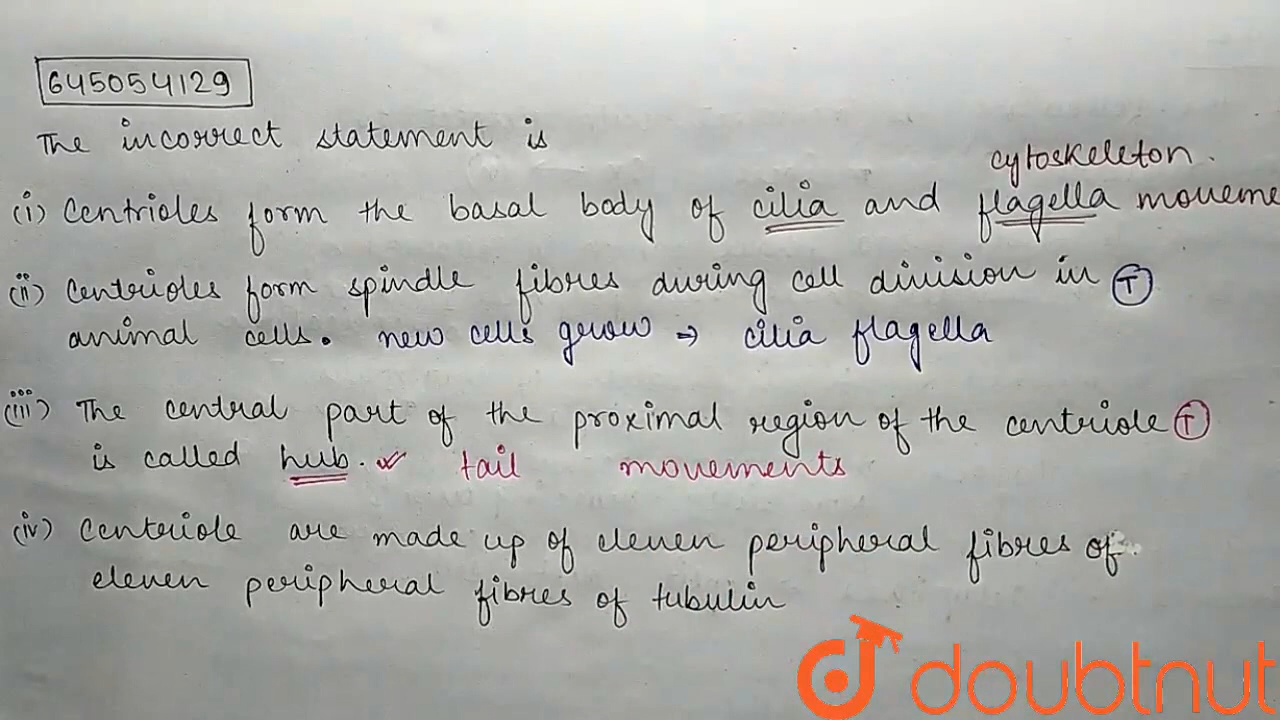 645054129
The incorrect statement is
cytoskeleton.
(i) Centrioles form the basal body of cilia and flagella moveme
(ii) Centrioles form spindle fibres during cell division in T
animal cells. new cells grow → cilia flagella
(iii) The central part of the proximal region of the centriole T
is called hub. tail movements
(iv) Centriole are made up of eleven peripheral fibres of
eleven peripheral fibres of tubulin
doubtnut